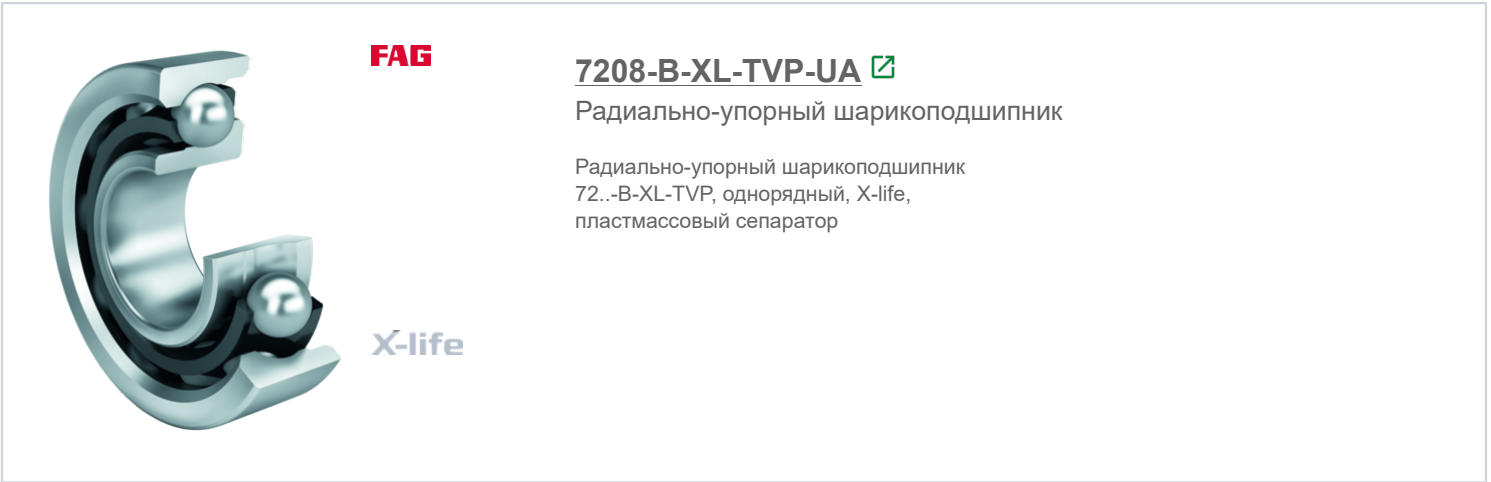 FAG
7208-B-XL-TVP-UA
Радиально-упорный шарикоподшипник
Радиально-упорный шарикоподшипник
72..-B-XL-TVP, однорядный, X-life,
пластмассовый сепаратор
X-life